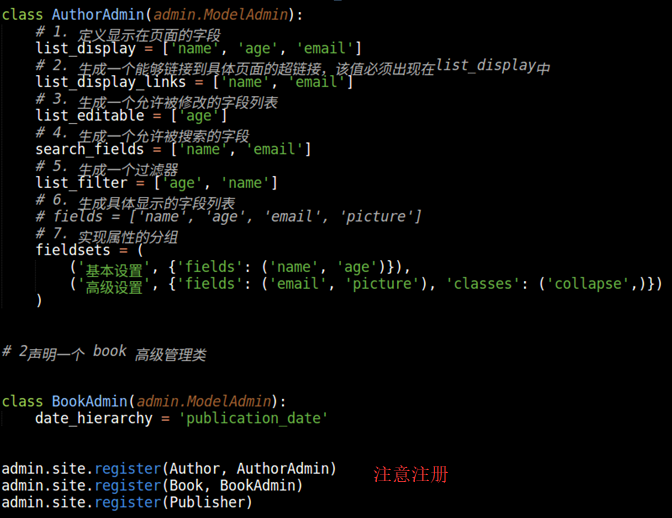 class AuthorAdmin(admin.ModelAdmin):
# 1. 定义显示在页面的字段
list_display = ['name', 'age', 'email']
# 2. 生成一个能够链接到具体页面的超链接，该值必须出现在list_display中
list_display_links = ['name', 'email']
# 3. 生成一个允许被修改的字段列表
list_editable = ['age']
# 4. 生成一个允许被搜索的字段
search_fields = ['name', 'email']
# 5. 生成一个过滤器
list_filter = ['age', 'name']
# 6. 生成具体显示的字段列表
# fields = ['name', 'age', 'email', 'picture']
# 7. 实现属性的分组
fieldsets = (
('基本设置', {'fields': ('name', 'age')}),
('高级设置', {'fields': ('email', 'picture'), 'classes': ('collapse',)})
)
# 2声明一个 book 高级管理类
class BookAdmin(admin.ModelAdmin):
date_hierarchy = 'publication_date'
admin.site.register(Author, AuthorAdmin)
注意注册
admin.site.register(Book, BookAdmin)
admin.site.register(Publisher)